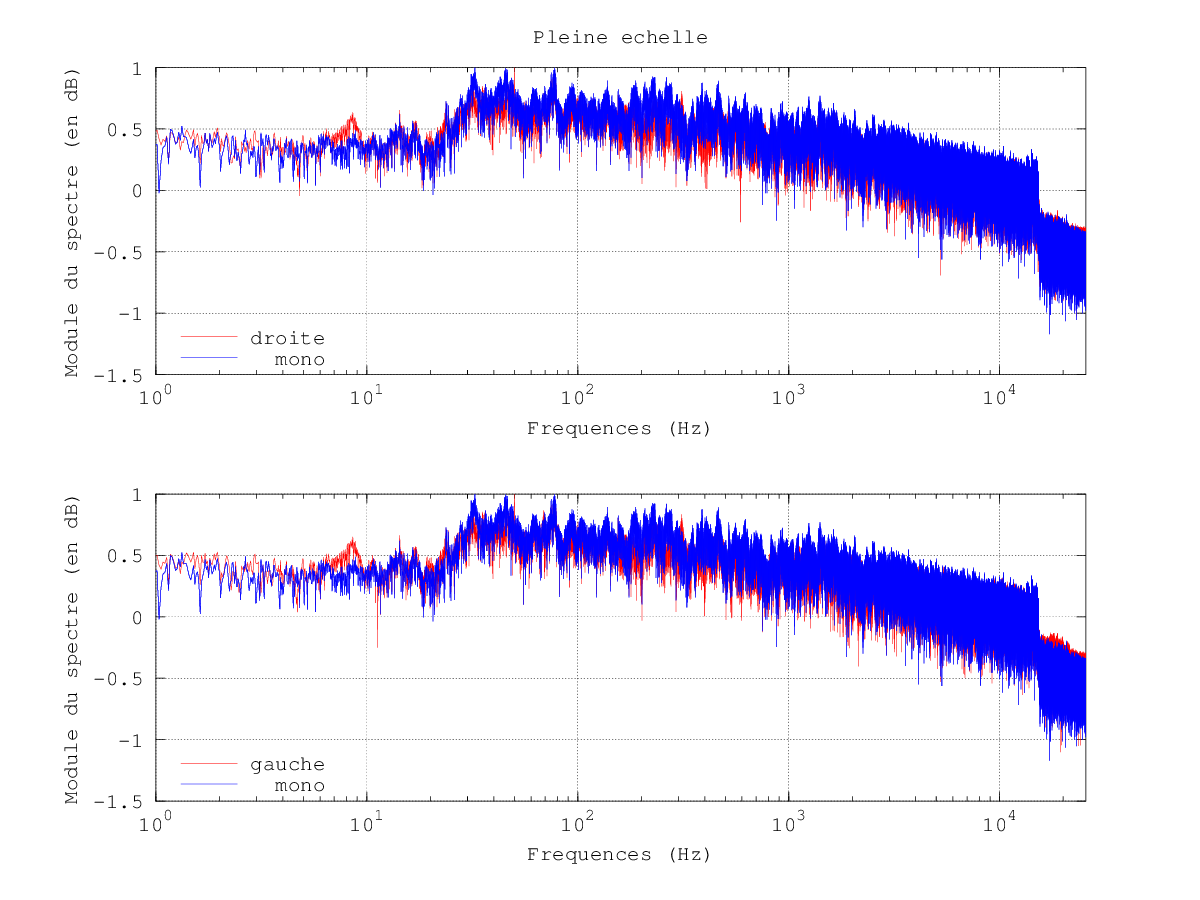 Pleine echelle
Module du spectre (en dB)
1
0.5
0
-0.5
-1
-1.5
droite
mono
10^0 10^1 10^2 10^3 10^4
Frequences (Hz)
Module du spectre (en dB)
1
0.5
0
-0.5
-1
-1.5
gauche
mono
10^0 10^1 10^2 10^3 10^4
Frequences (Hz)